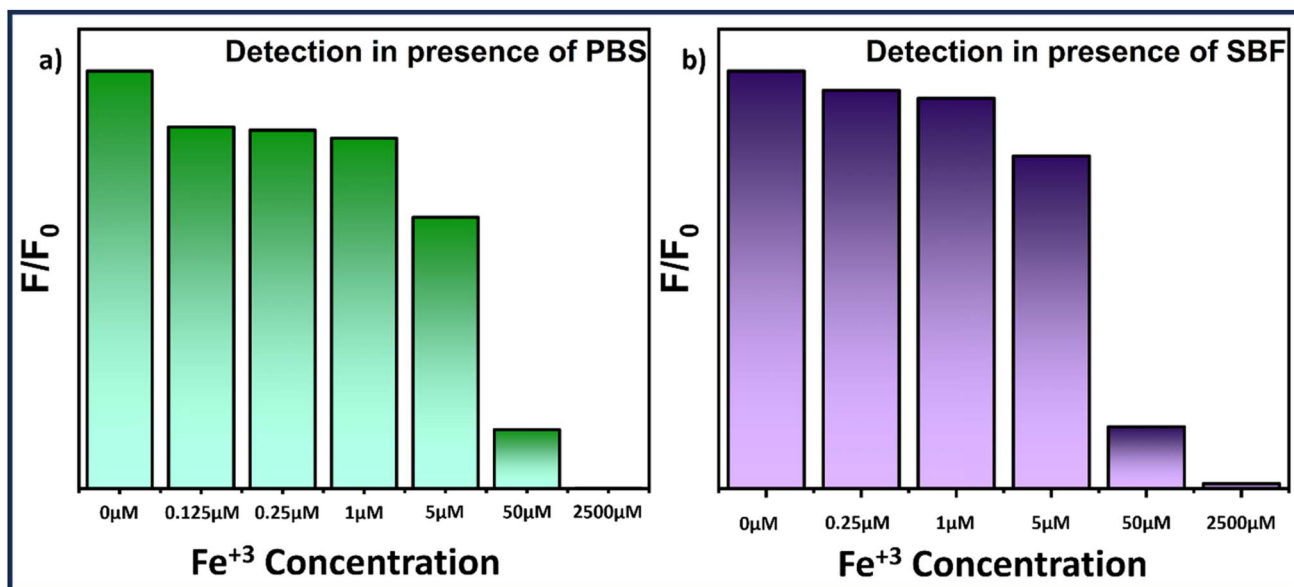 a)
Detection in presence of PBS
F/F₀
0µM 0.125µM 0.25µM 1µM 5µM 50µM 2500µM
Fe⁺³ Concentration
b)
Detection in presence of SBF
F/F₀
0µM 0.25µM 1µM 5µM 50µM 2500µM
Fe⁺³ Concentration